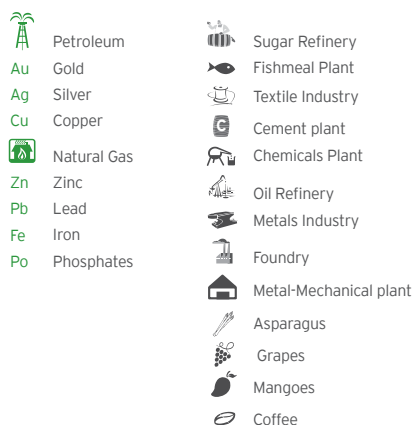 Petroleum
Au Gold
Ag Silver
Cu Copper
Natural Gas
Zn Zinc
Pb Lead
Fe Iron
Po Phosphates
Sugar Refinery
Fishmeal Plant
Textile Industry
C Cement plant
Chemicals Plant
Oil Refinery
Metals Industry
Foundry
Metal-Mechanical plant
Asparagus
Grapes
Mangoes
Coffee